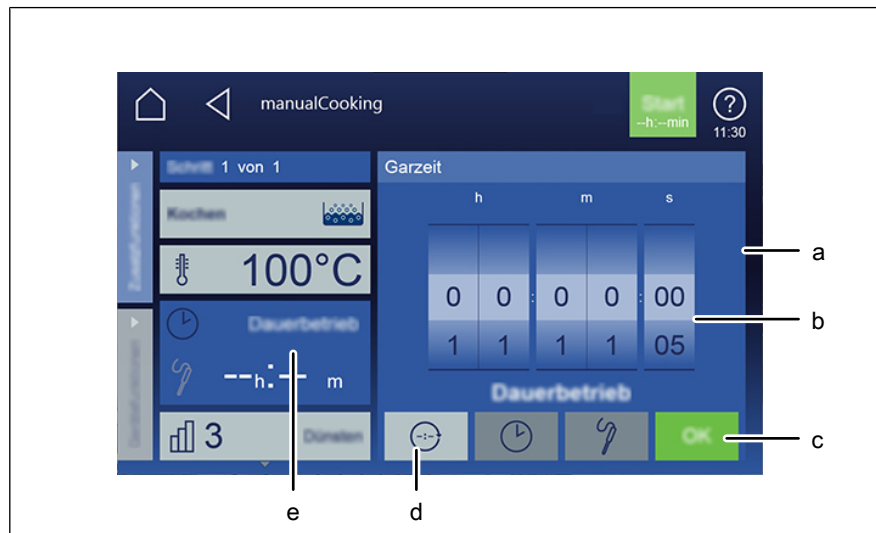 manualCooking
Start
--h:--min
11:30
Schritt 1 von 1
Garzeit
Kochen
h m s
100°C
0 0 : 0 0 : 00
1 1 1 1 05
Dauerbetrieb
--h:-- m
Dauerbetrieb
3 Dünsten
--:--
OK
Zusatzfunktionen
a
b
c
d
e